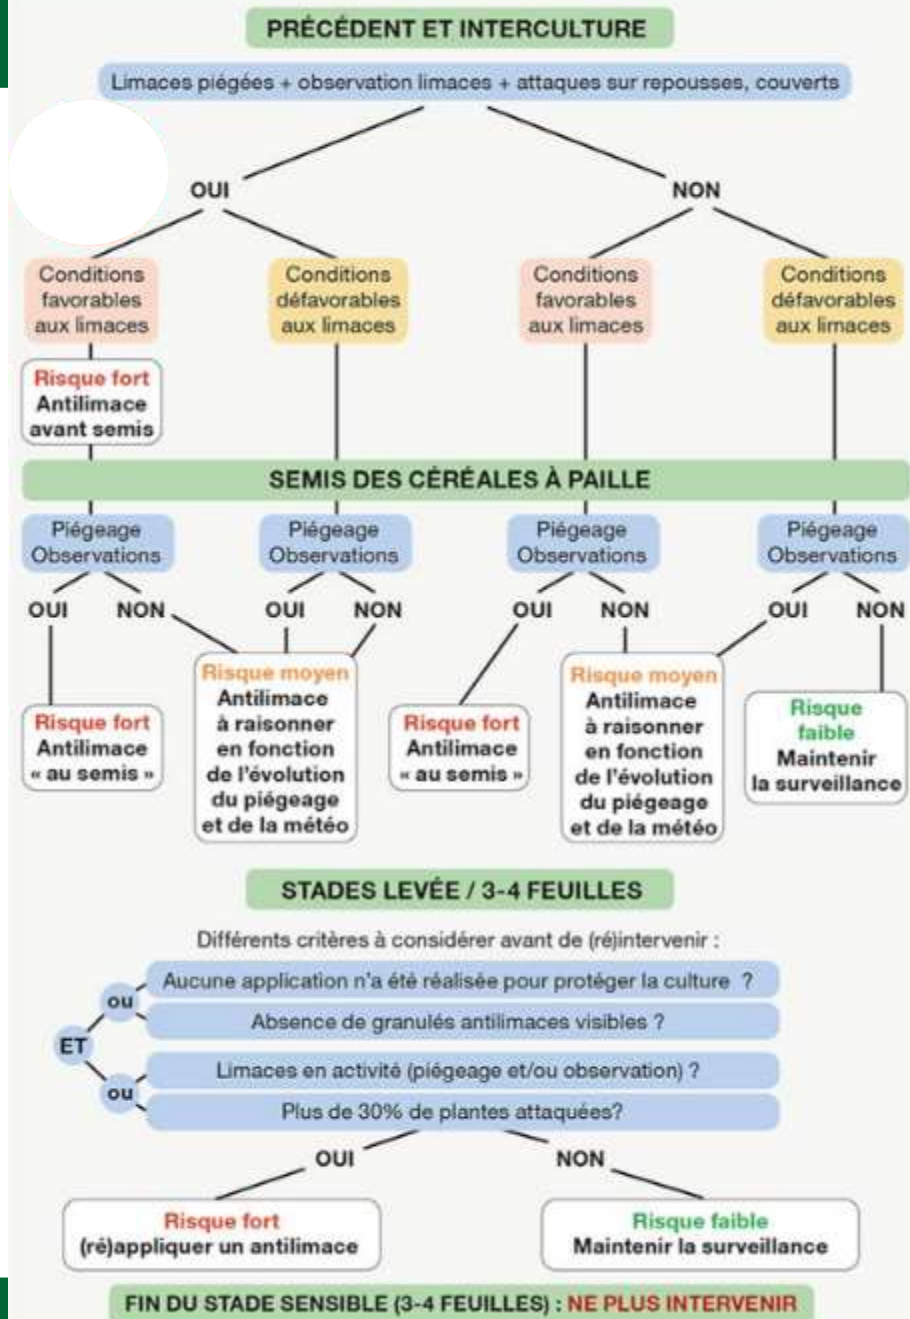 PRÉCÉDENT ET INTERCULTURE
Limaces piégées + observation limaces + attaques sur repousses, couverts
OUI
NON
Conditions
favorables
aux limaces
Conditions
défavorables
aux limaces
Conditions
favorables
aux limaces
Conditions
défavorables
aux limaces
Risque fort
Antilimace
avant semis
SEMIS DES CÉRÉALES À PAILLE
Piégeage
Observations
Piégeage
Observations
Piégeage
Observations
Piégeage
Observations
OUI
NON
OUI
NON
OUI
NON
OUI
NON
Risque fort
Antilimace
« au semis »
Risque moyen
Antilimace
à raisonner
en fonction
de l'évolution
du piégeage
et de la météo
Risque fort
Antilimace
« au semis »
Risque moyen
Antilimace
à raisonner
en fonction
de l'évolution
du piégeage
et de la météo
Risque
faible
Maintenir
la surveillance
STADES LEVÉE / 3-4 FEUILLES
Différents critères à considérer avant de (ré)intervenir :
Aucune application n'a été réalisée pour protéger la culture ?
ou
Absence de granulés antilimaces visibles ?
ET
Limaces en activité (piégeage et/ou observation) ?
ou
Plus de 30% de plantes attaquées?
OUI
NON
Risque fort
(ré)appliquer un antilimace
Risque faible
Maintenir la surveillance
FIN DU STADE SENSIBLE (3-4 FEUILLES) : NE PLUS INTERVENIR